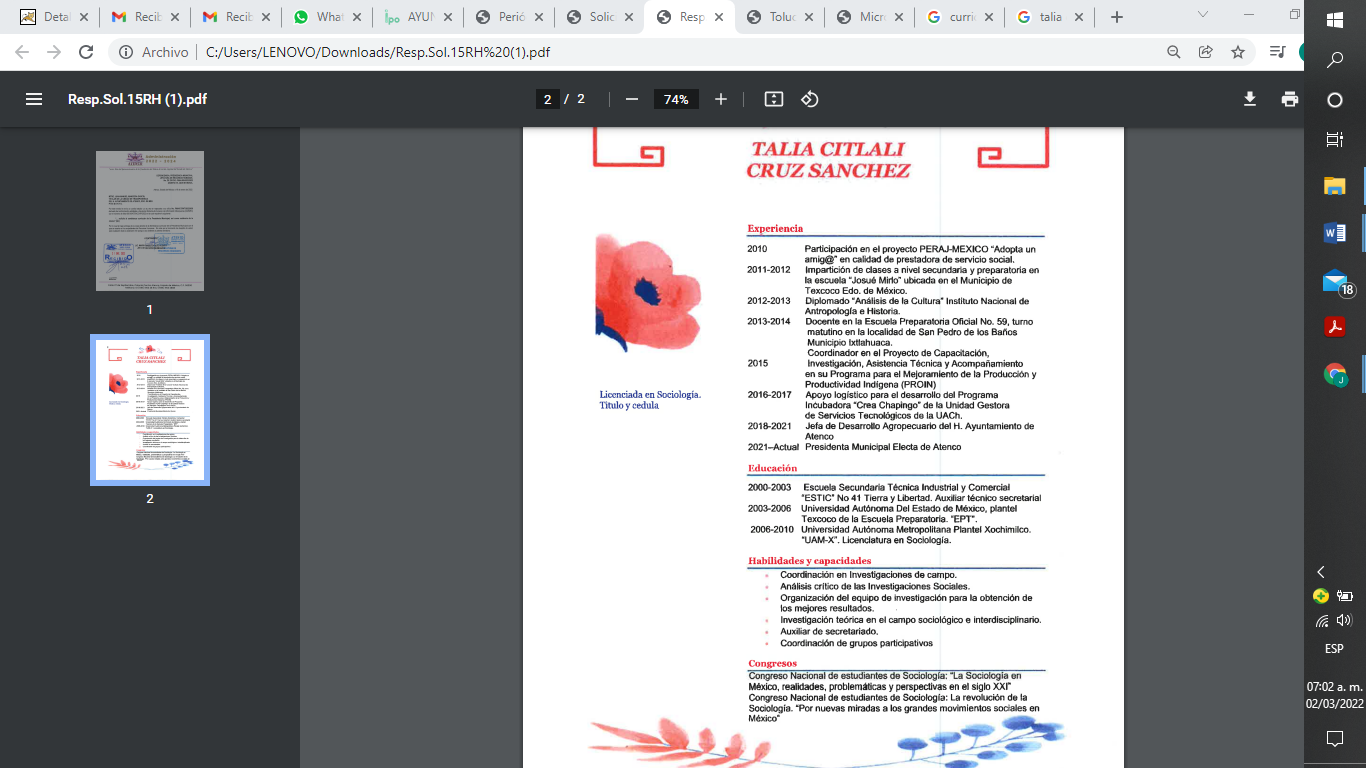 Detal
Recib
Recib
What
ipo
AYUN
Perió
Solic
Resp
Toluc
Micro
curri
talia
Archivo
C:/Users/LENOVO/Downloads/Resp.Sol.15RH%20(1).pdf
Resp.Sol.15RH (1).pdf
2 / 2
74%
1
2
TALIA CITLALI
CRUZ SANCHEZ
Licenciada en Sociología.
Titulo y cedula
Experiencia
2010 Participación en el proyecto PERAJ-MEXICO “Adopta un
amig@” en calidad de prestadora de servicio social.
2011-2012 Impartición de clases a nivel secundaria y preparatoria en
la escuela “Josué Mirlo” ubicada en el Municipio de
Texcoco Edo. de México.
2012-2013 Diplomado “Análisis de la Cultura” Instituto Nacional de
Antropología e Historia.
2013-2014 Docente en la Escuela Preparatoria Oficial No. 59, turno
matutino en la localidad de San Pedro de los Baños
Municipio Ixtlahuaca.
Coordinador en el Proyecto de Capacitación,
2015 Investigación, Asistencia Técnica y Acompañamiento
en su Programa para el Mejoramiento de la Producción y
Productividad Indígena (PROIN)
2016-2017 Apoyo logístico para el desarrollo del Programa
Incubadora “Crea Chapingo” de la Unidad Gestora
de Servicios Tecnológicos de la UACh.
2018-2021 Jefa de Desarrollo Agropecuario del H. Ayuntamiento de
Atenco
2021–Actual Presidenta Municipal Electa de Atenco
Educación
2000-2003 Escuela Secundaria Técnica Industrial y Comercial
“ESTIC” No 41 Tierra y Libertad. Auxiliar técnico secretarial
2003-2006 Universidad Autónoma Del Estado de México, plantel
Texcoco de la Escuela Preparatoria. “EPT”.
2006-2010 Universidad Autónoma Metropolitana Plantel Xochimilco.
“UAM-X”. Licenciatura en Sociología.
Habilidades y capacidades
Coordinación en Investigaciones de campo.
Análisis crítico de las Investigaciones Sociales.
Organización del equipo de investigación para la obtención de
los mejores resultados.
Investigación teórica en el campo sociológico e interdisciplinario.
Auxiliar de secretariado.
Coordinación de grupos participativos
Congresos
Congreso Nacional de estudiantes de Sociología: “La Sociología en
México, realidades, problemáticas y perspectivas en el siglo XXI”
Congreso Nacional de estudiantes de Sociología: La revolución de la
Sociología. “Por nuevas miradas a los grandes movimientos sociales en
México”
18
J
ESP
07:02 a. m.
02/03/2022